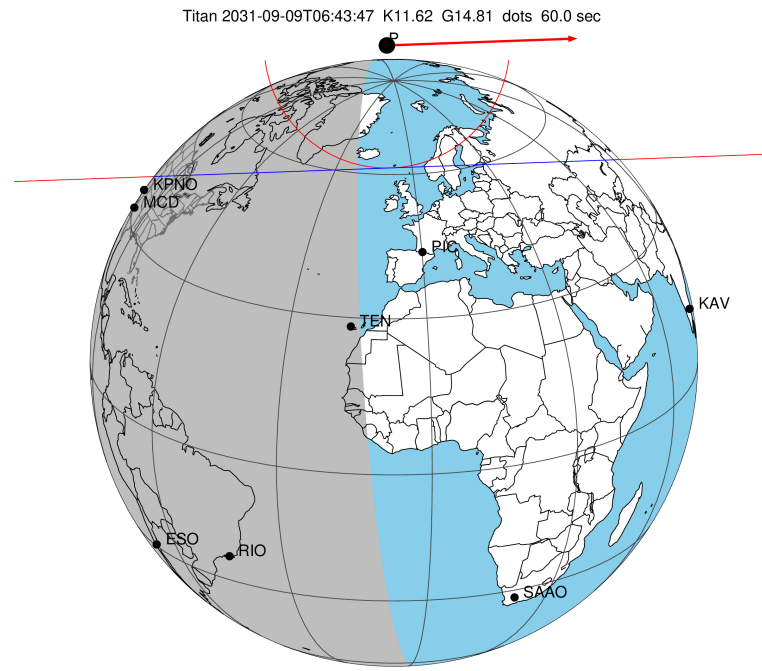 Titan 2031-09-09T06:43:47 K11.62 G14.81 dots 60.0 sec
P
KPNO
MCD
PIC
KAV
TEN
ESO
RIO
SAAO